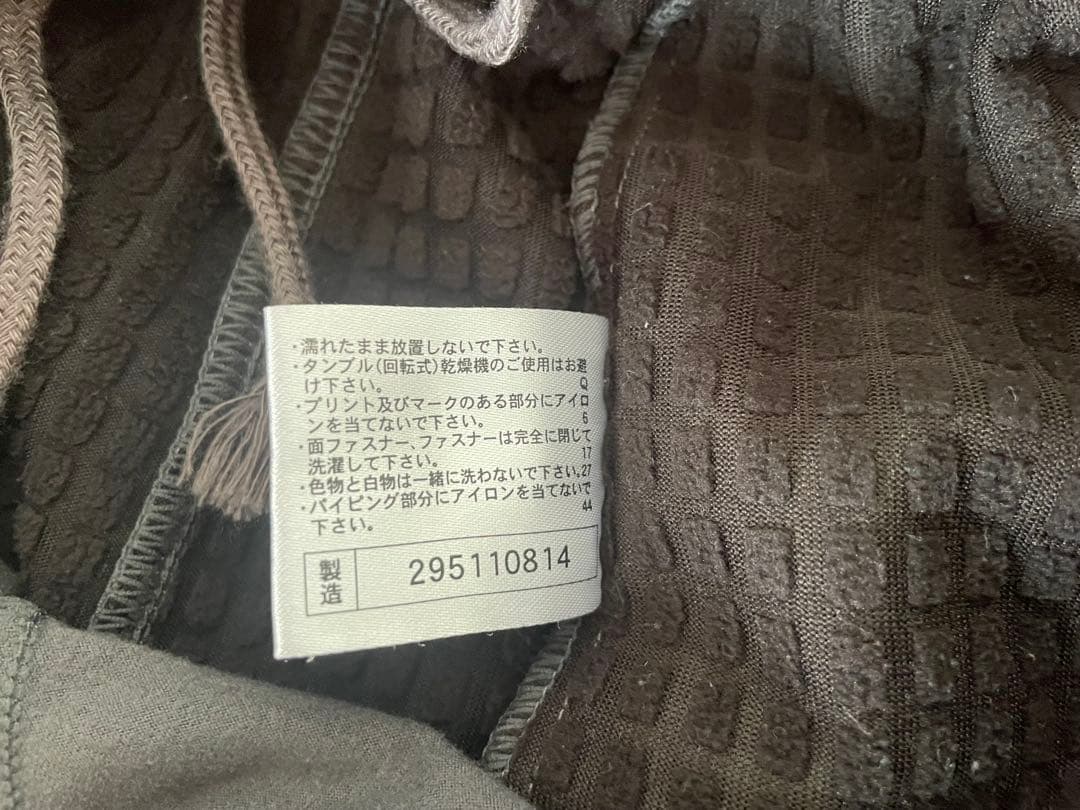 ・濡れたまま放置しないで下さい。
・タンブル(回転式)乾燥機のご使用はお避
け下さい。 Q
・プリント及びマークのある部分にアイロ
ンを当てないで下さい。 6
・面ファスナー、ファスナーは完全に閉じて
洗濯して下さい。 17
・色物と白物は一緒に洗わないで下さい。27
・パイピング部分にアイロンを当てないで
下さい。 44
製造 295110814